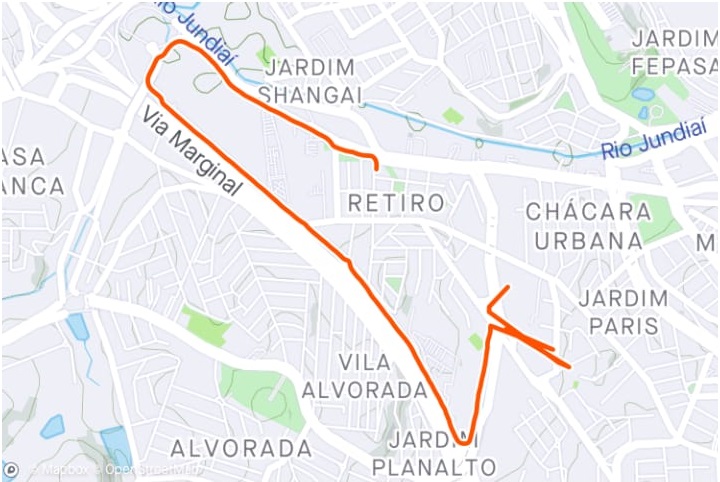 Rio Jundiaí
JARDIM
FEPASA
JARDIM
SHANGAI
Rio Jundiaí
Via Marginal
ASA
ANCA
RETIRO
CHÁCARA
URBANA
M
JARDIM
PARIS
VILA
ALVORADA
ALVORADA
JARDIM
PLANALTO
Mapbox © OpenStreetMap